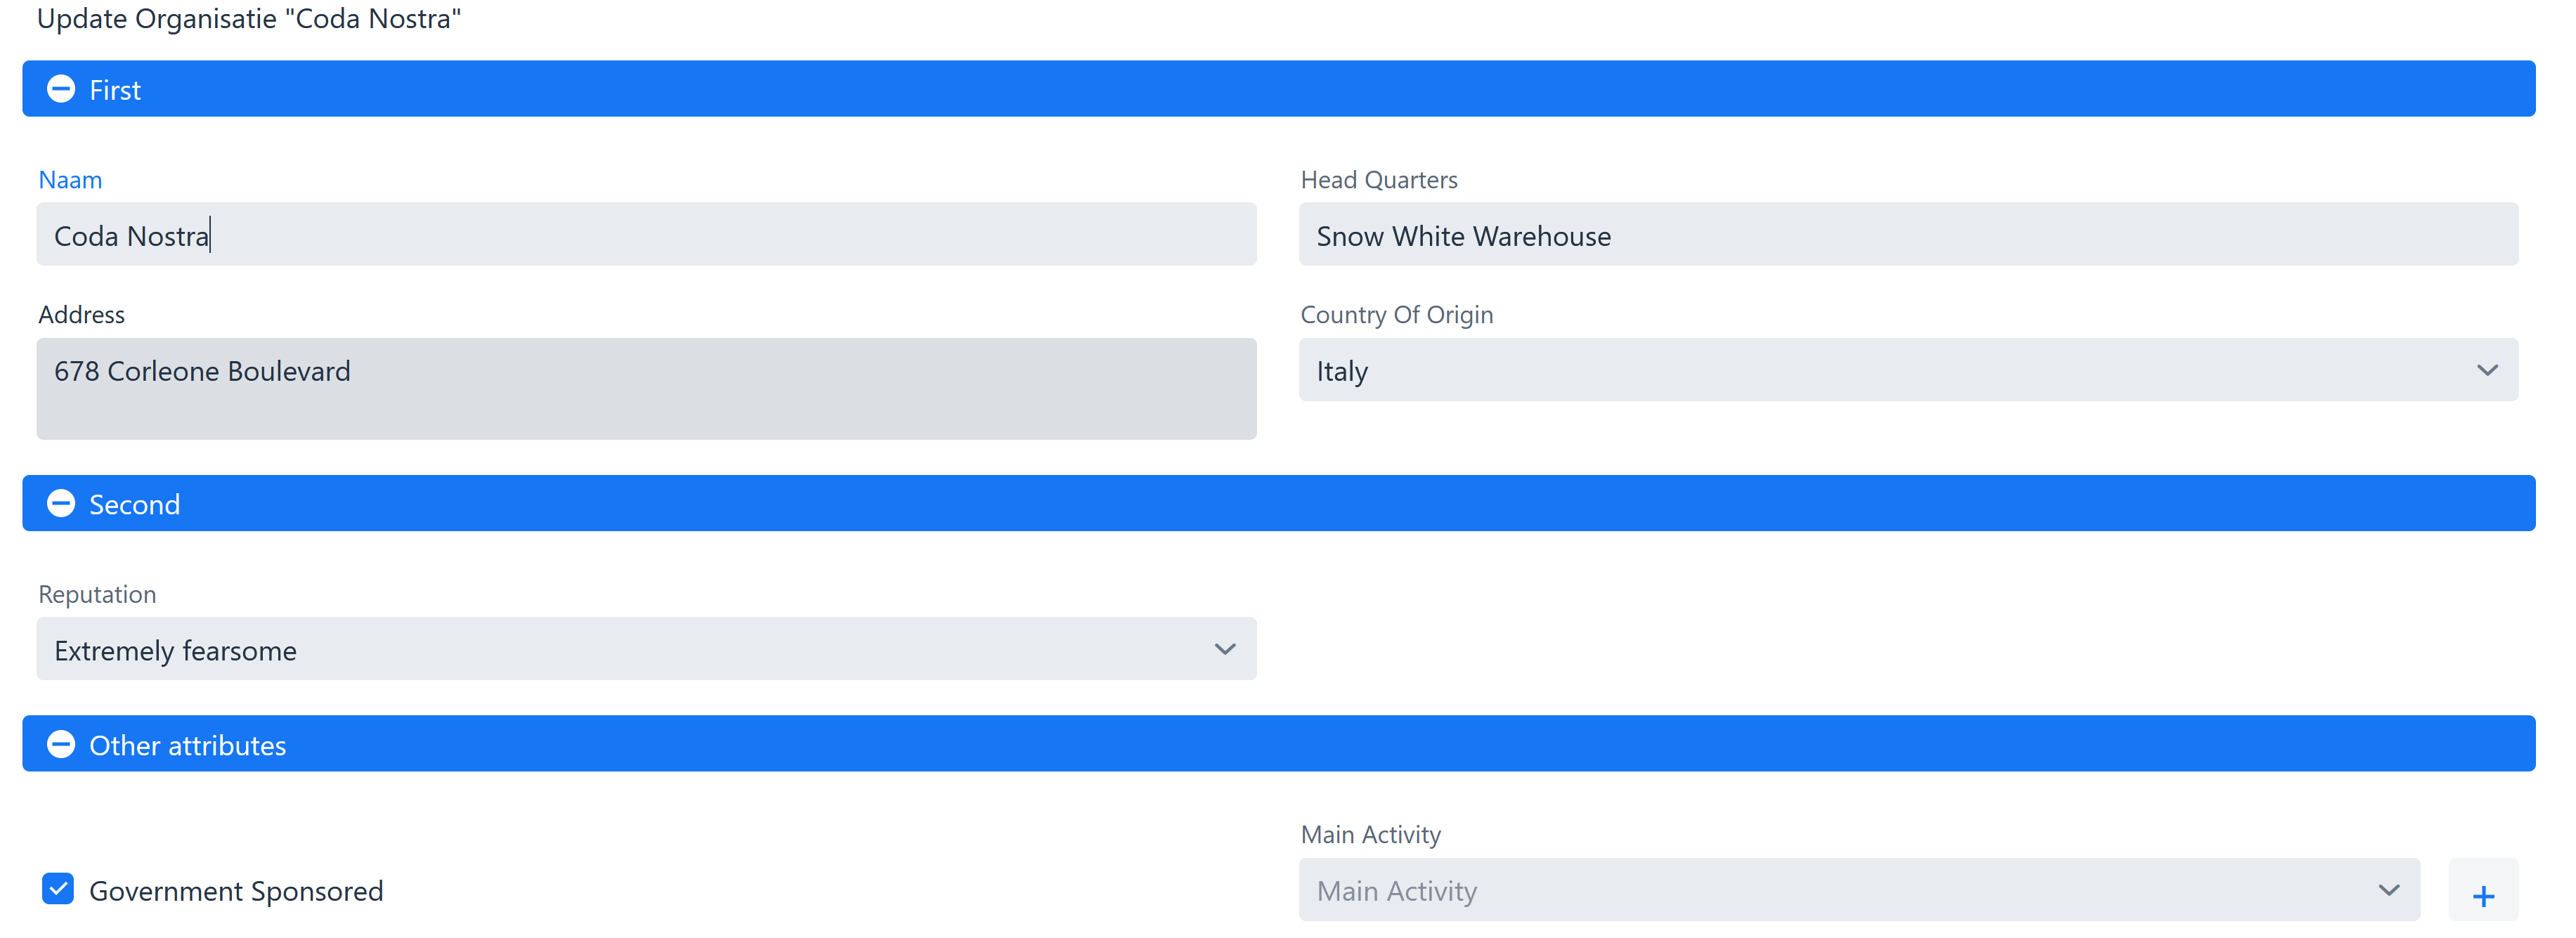 Update Organisatie "Coda Nostra"
First
Naam
Head Quarters
Coda Nostra
Snow White Warehouse
Address
Country Of Origin
678 Corleone Boulevard
Italy
Second
Reputation
Extremely fearsome
Other attributes
Main Activity
Government Sponsored
Main Activity